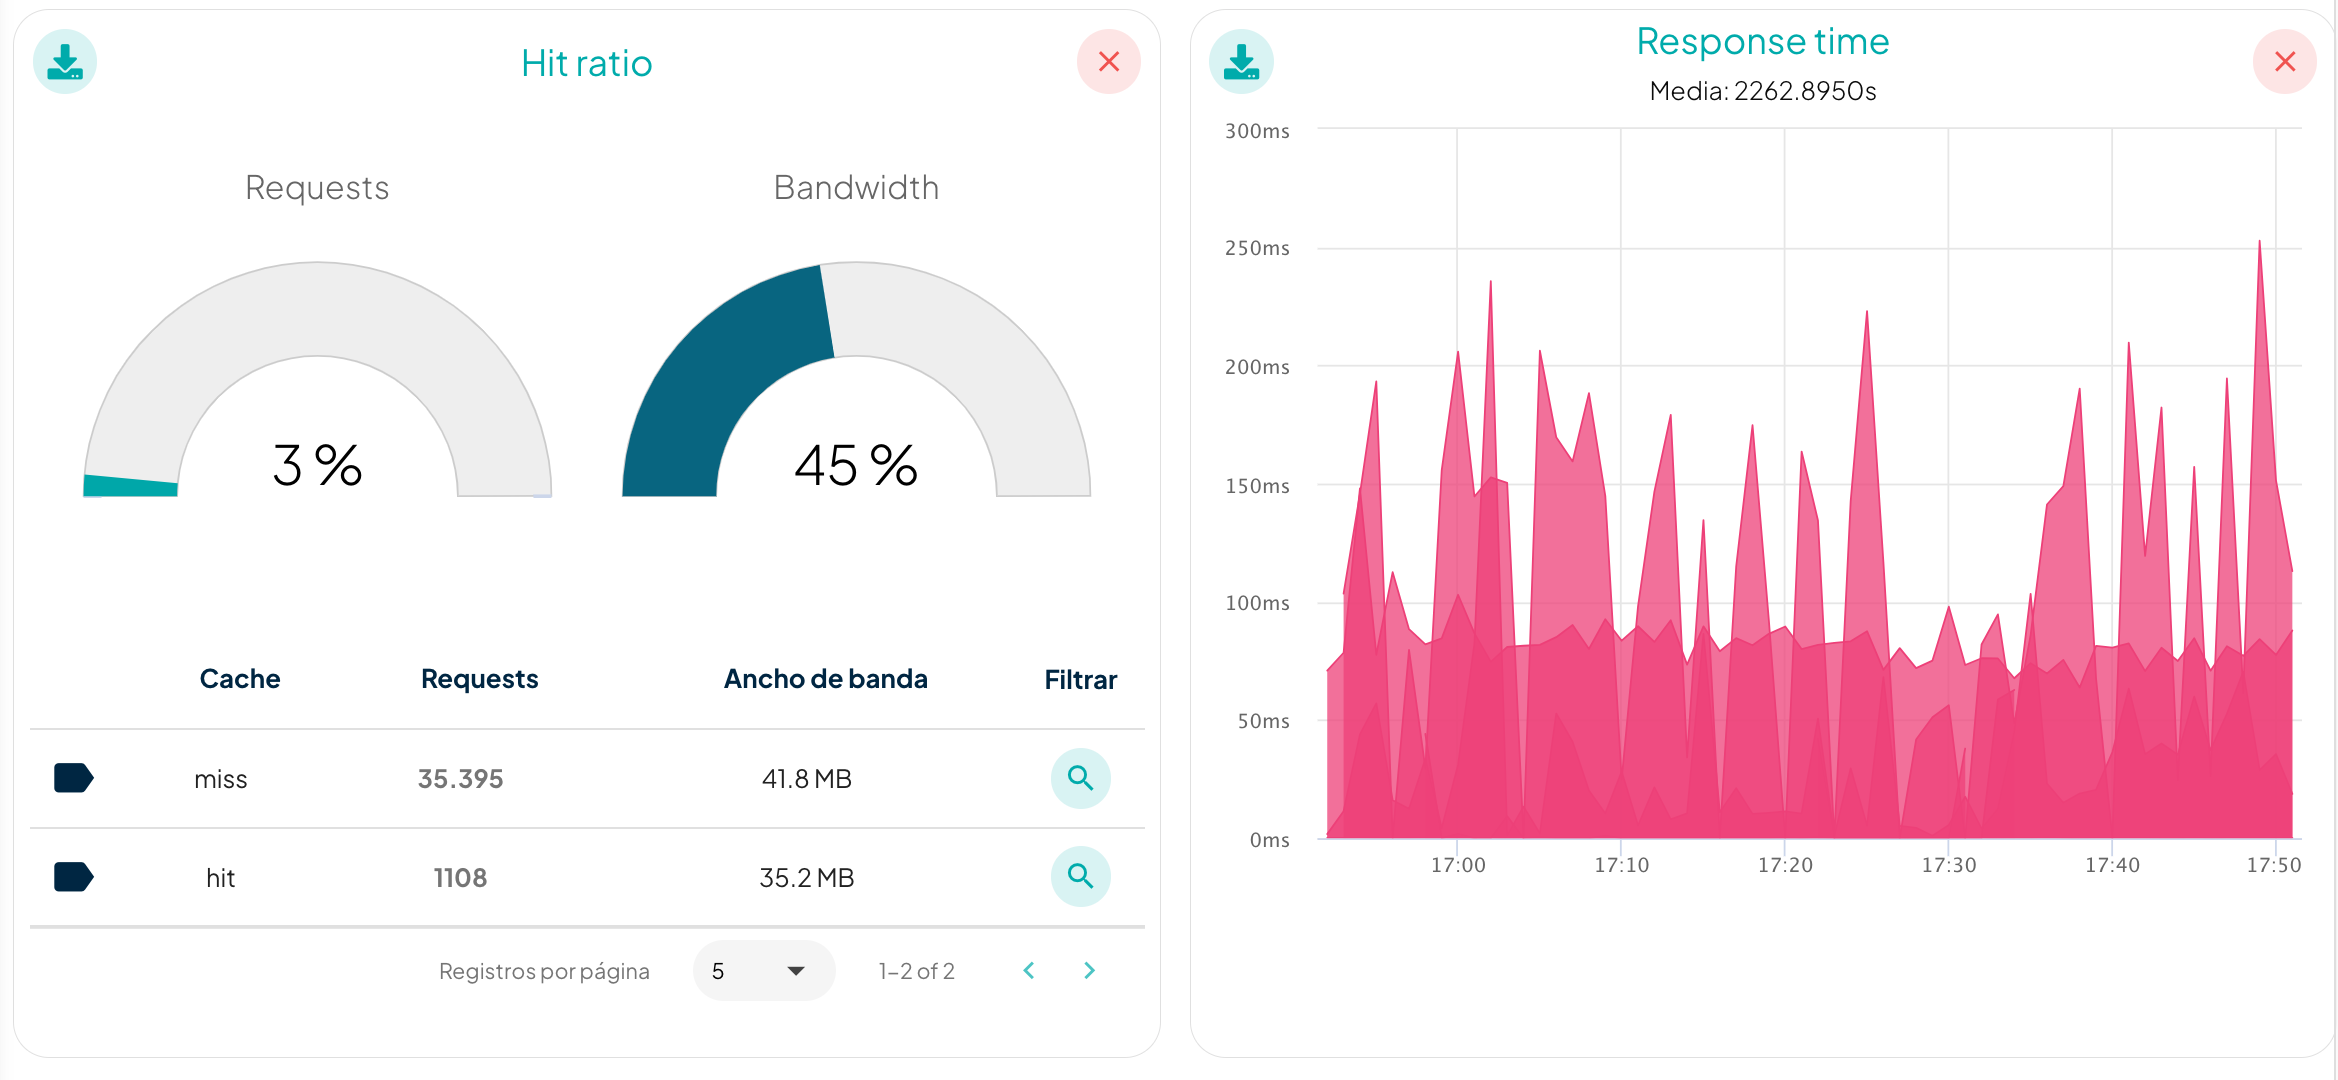 Hit ratio
Requests
Bandwidth
3 %
45 %
Cache Requests Ancho de banda Filtrar
miss 35.395 41.8 MB
hit 1108 35.2 MB
Registros por página 5 1-2 of 2
Response time
Media: 2262.8950s
300ms
250ms
200ms
150ms
100ms
50ms
0ms
17:00 17:10 17:20 17:30 17:40 17:50